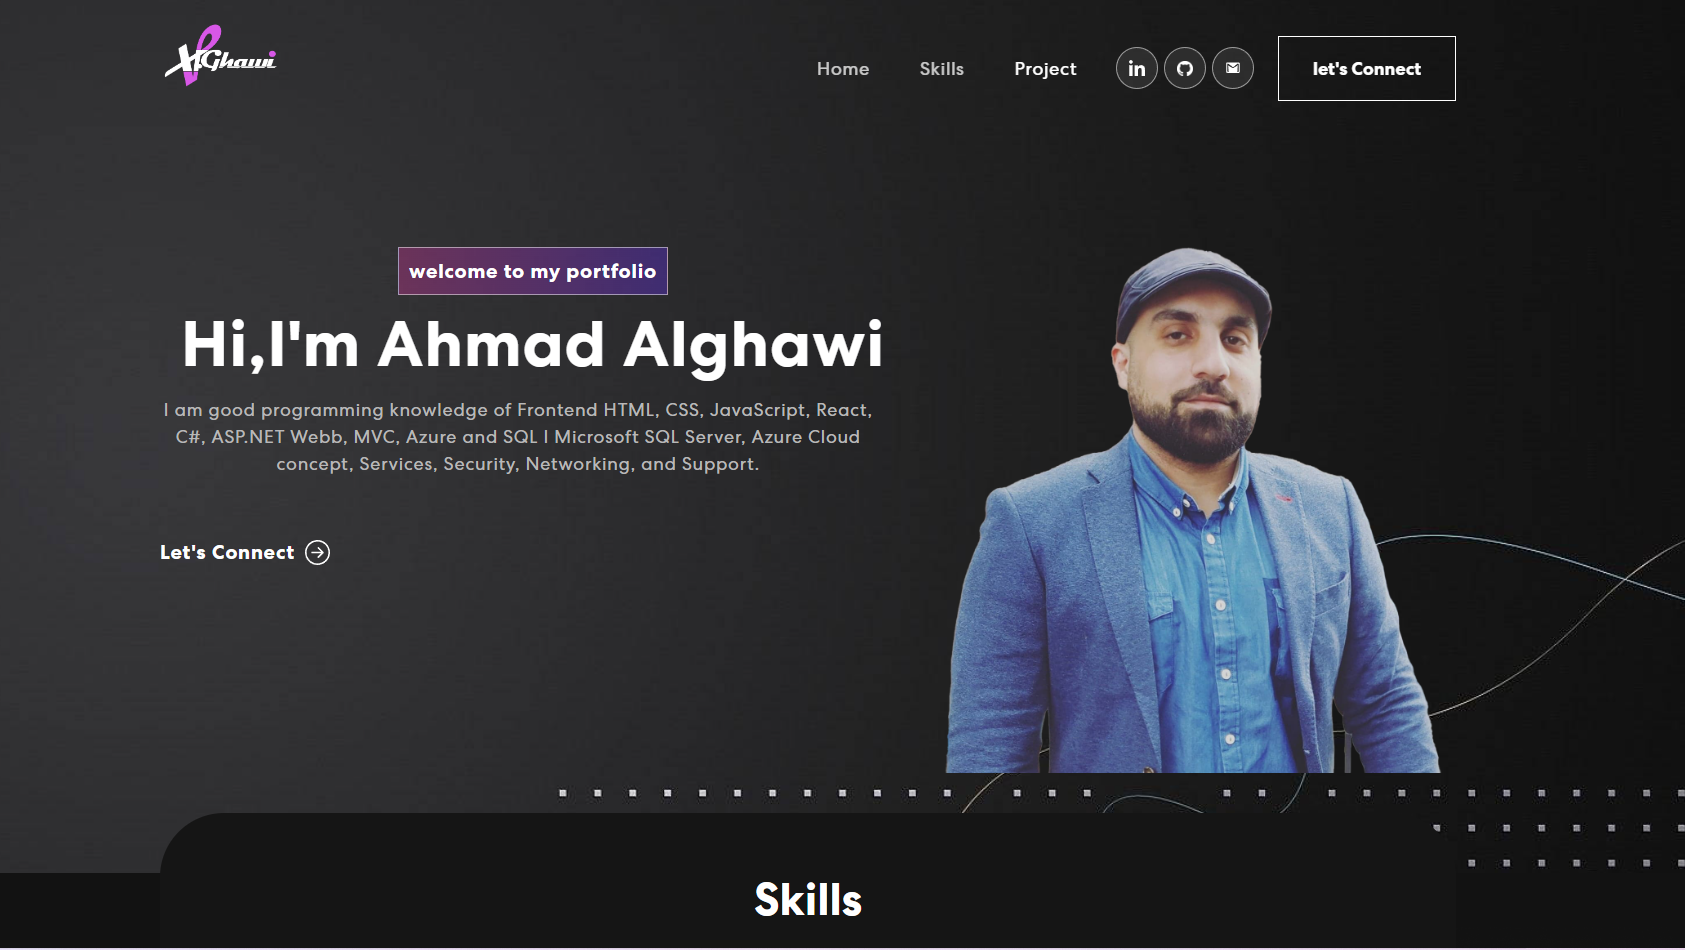 Ghawi
Home
Skills
Project
in
let's Connect
welcome to my portfolio
Hi,I'm Ahmad Alghawi
I am good programming knowledge of Frontend HTML, CSS, JavaScript, React,
C#, ASP.NET Webb, MVC, Azure and SQL | Microsoft SQL Server, Azure Cloud
concept, Services, Security, Networking, and Support.
Let's Connect
Skills